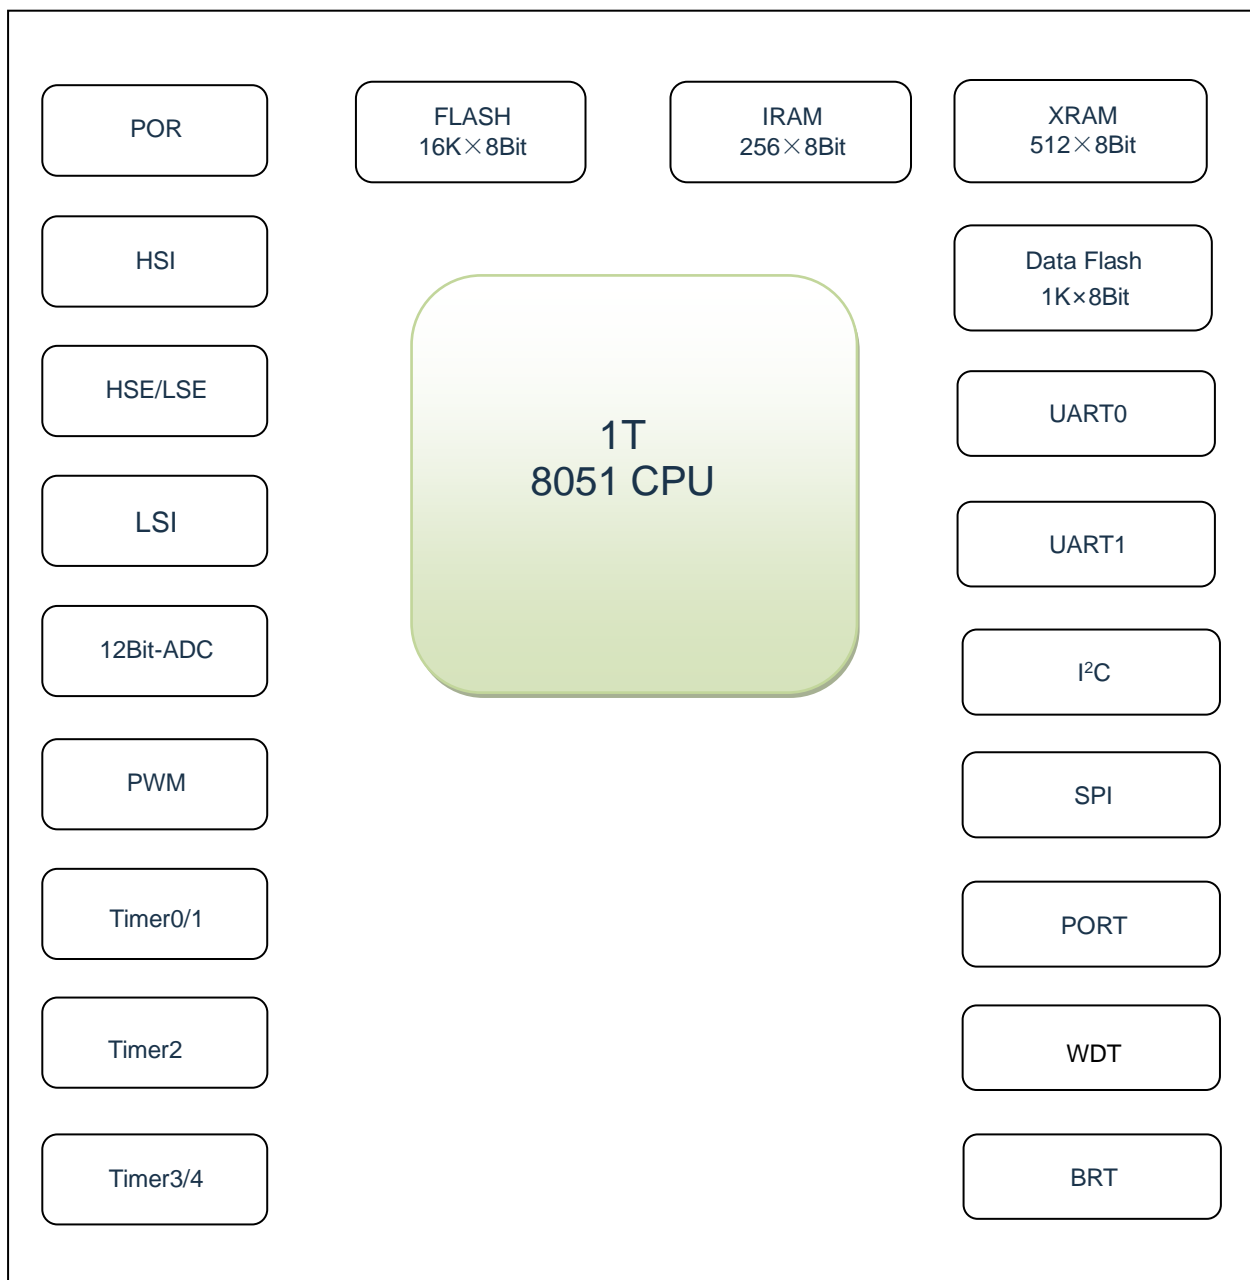 POR
FLASH
16K×8Bit
IRAM
256×8Bit
XRAM
512×8Bit
HSI
Data Flash
1K×8Bit
HSE/LSE
UART0
1T
8051 CPU
LSI
UART1
12Bit-ADC
I²C
PWM
SPI
Timer0/1
PORT
Timer2
WDT
Timer3/4
BRT